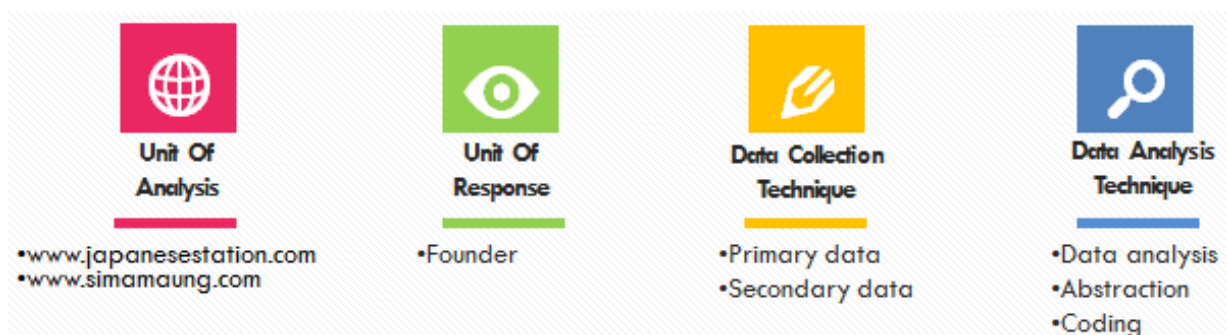 Unit Of
Analysis
•www.japanesestation.com
•www.simamaung.com
Unit Of
Response
•Founder
Data Collection
Technique
•Primary data
•Secondary data
Data Analysis
Technique
•Data analysis
•Abstraction
•Coding